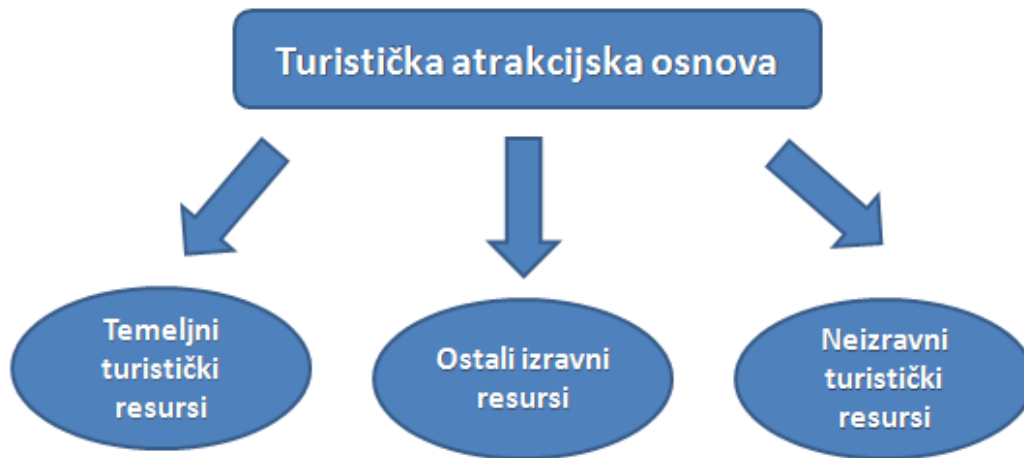 Turistička atrakcijska osnova
Temeljni
turistički
resursi
Ostali izravni
resursi
Neizravni
turistički
resursi